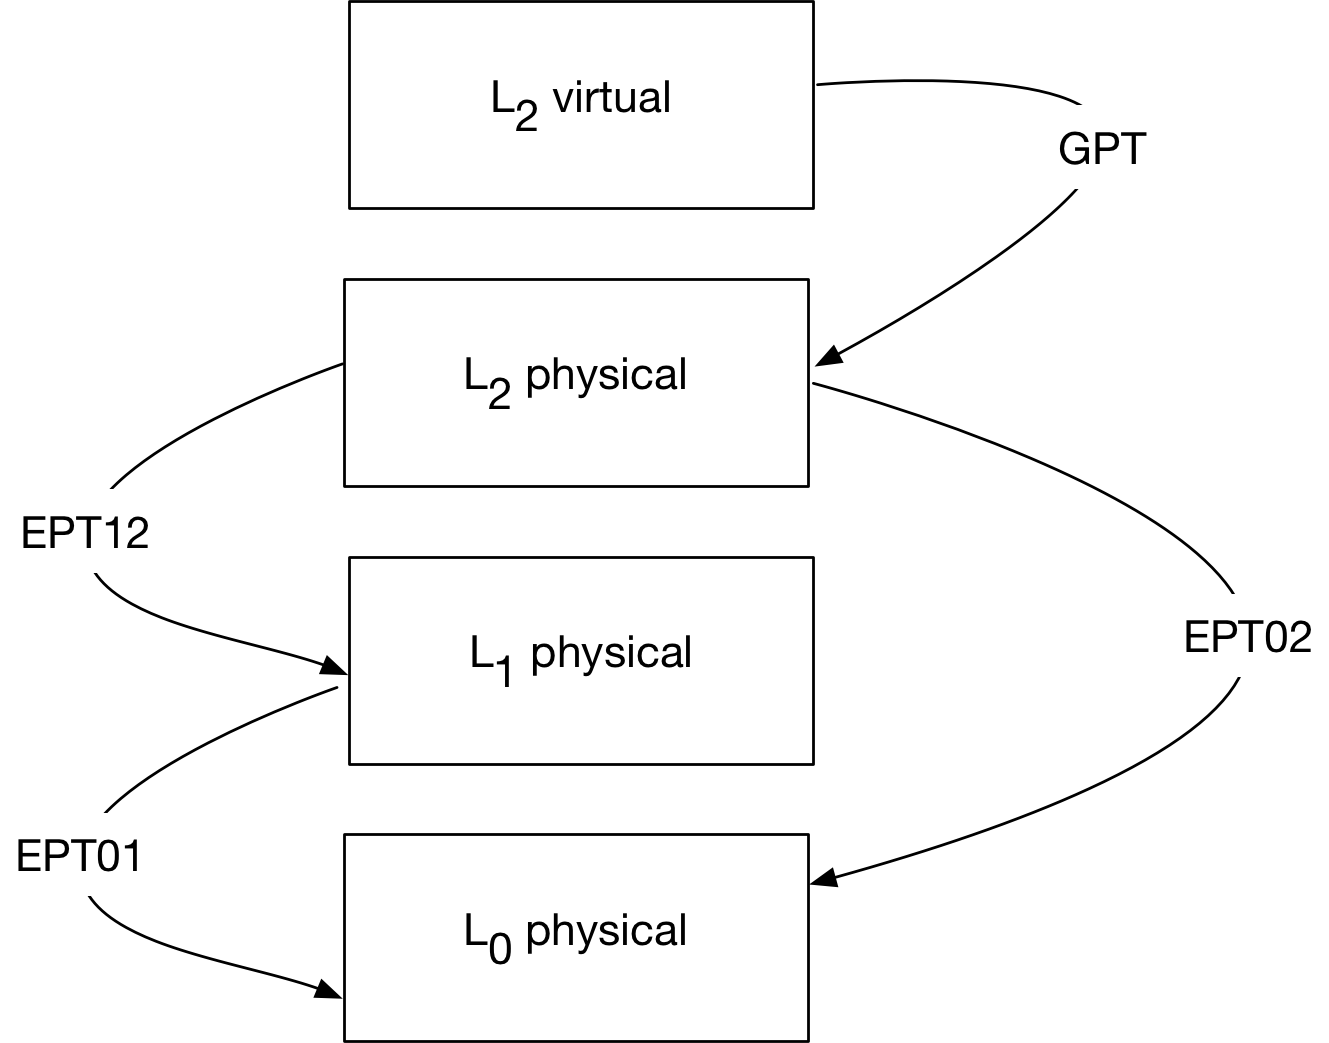 L2 virtual
GPT
L2 physical
EPT12
EPT02
L1 physical
EPT01
L0 physical